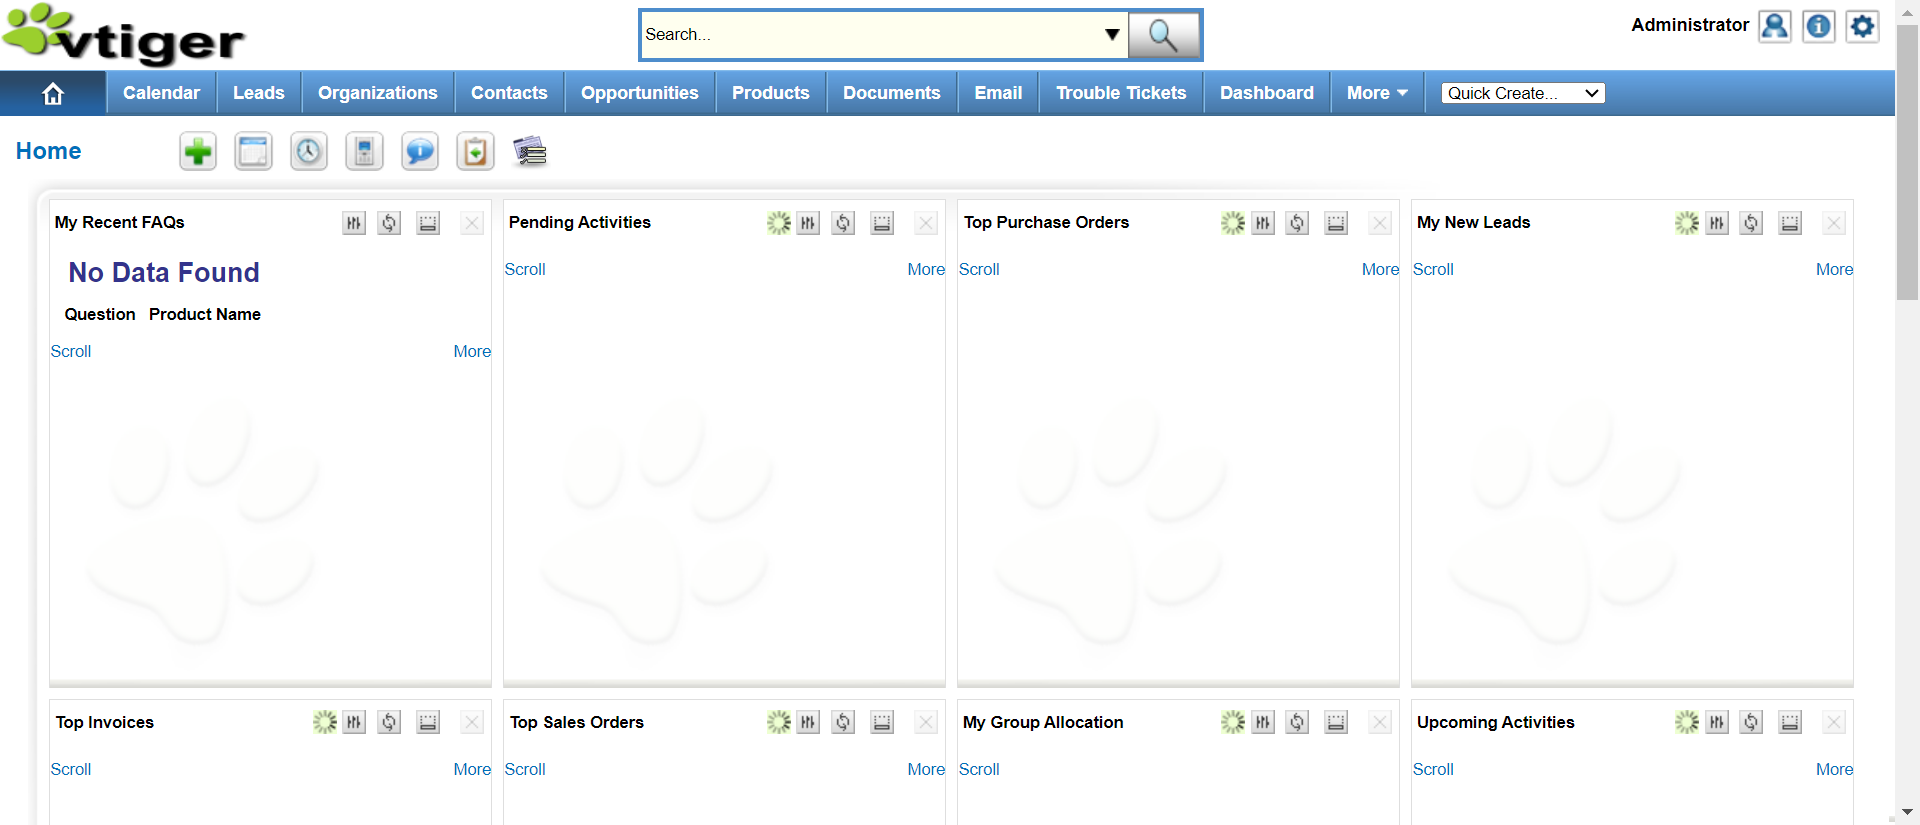 vtiger
Search...
Administrator
Calendar Leads Organizations Contacts Opportunities Products Documents Email Trouble Tickets Dashboard More Quick Create...
Home
My Recent FAQs
No Data Found
Question Product Name
Scroll More
Pending Activities
Scroll More
Top Purchase Orders
Scroll More
My New Leads
Scroll More
Top Invoices
Scroll More
Top Sales Orders
Scroll More
My Group Allocation
Scroll
Upcoming Activities
Scroll More